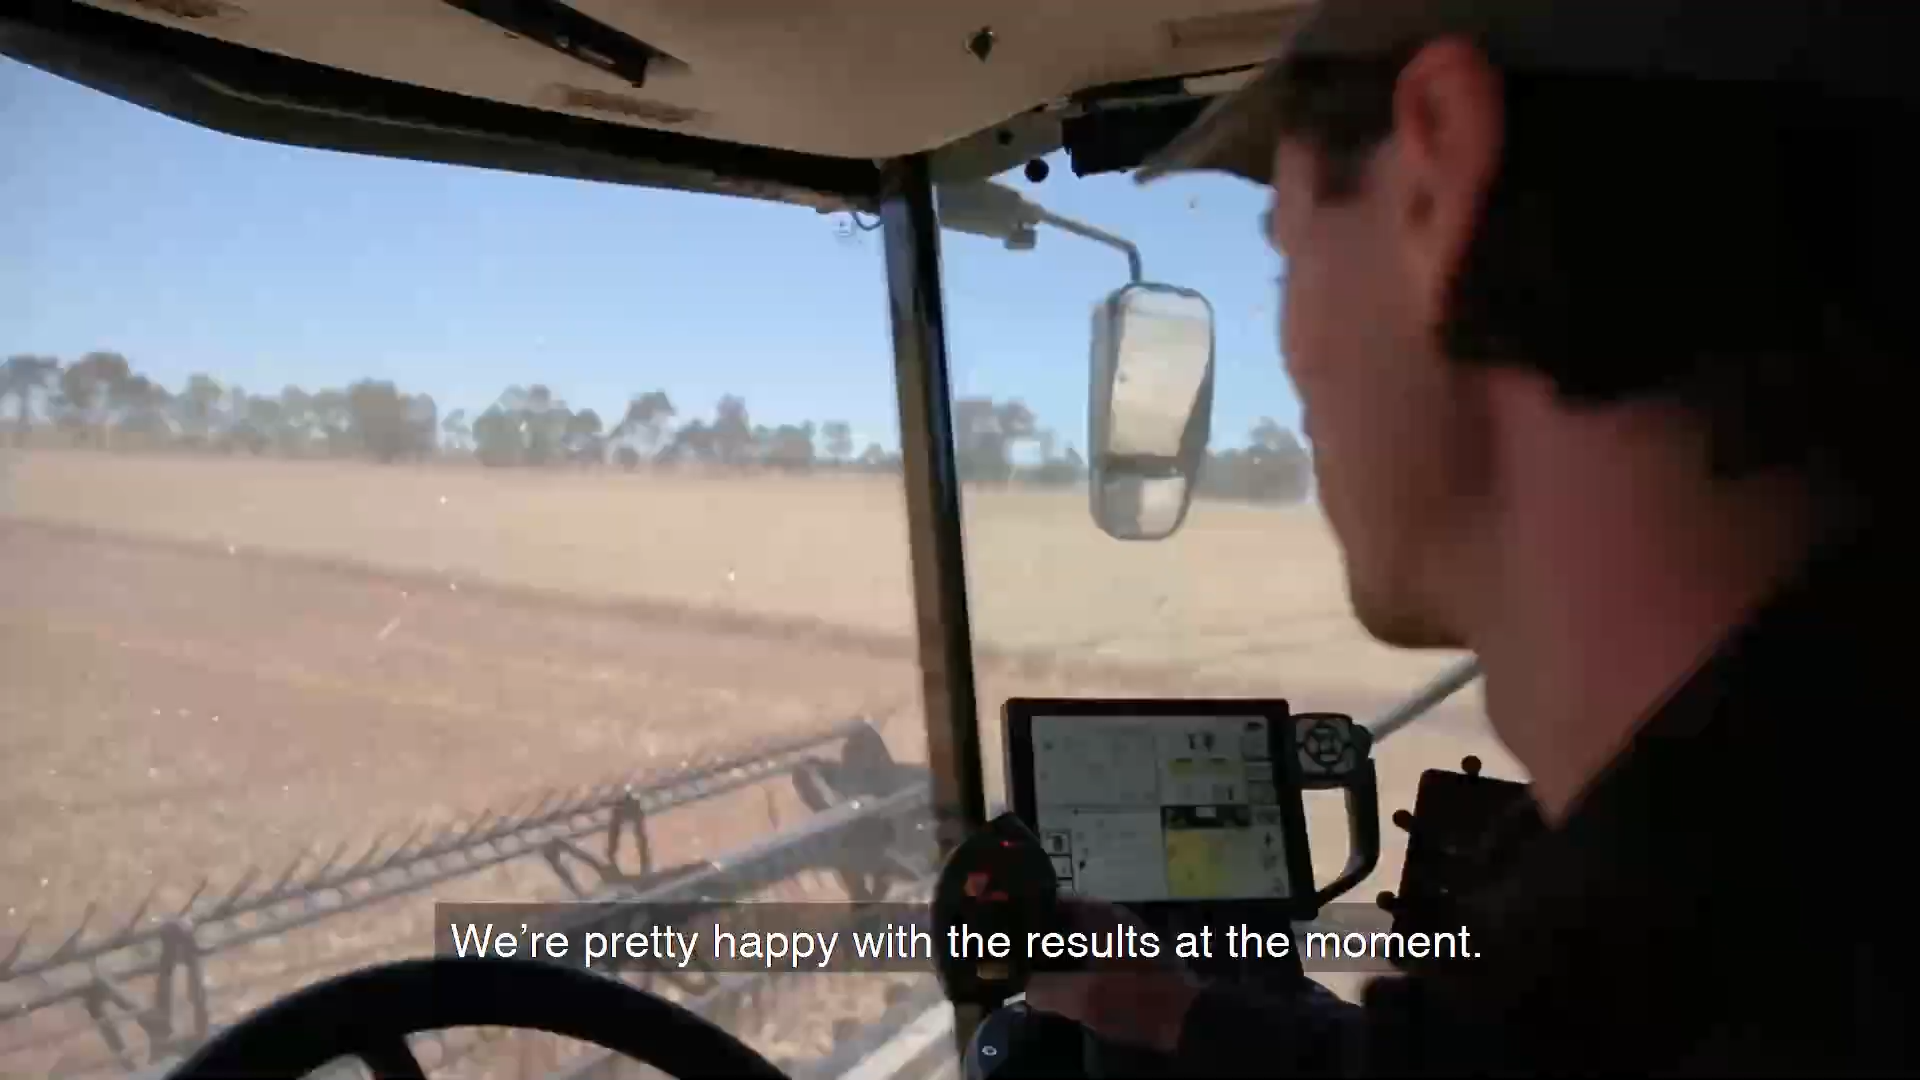 We’re pretty happy with the results at the moment.